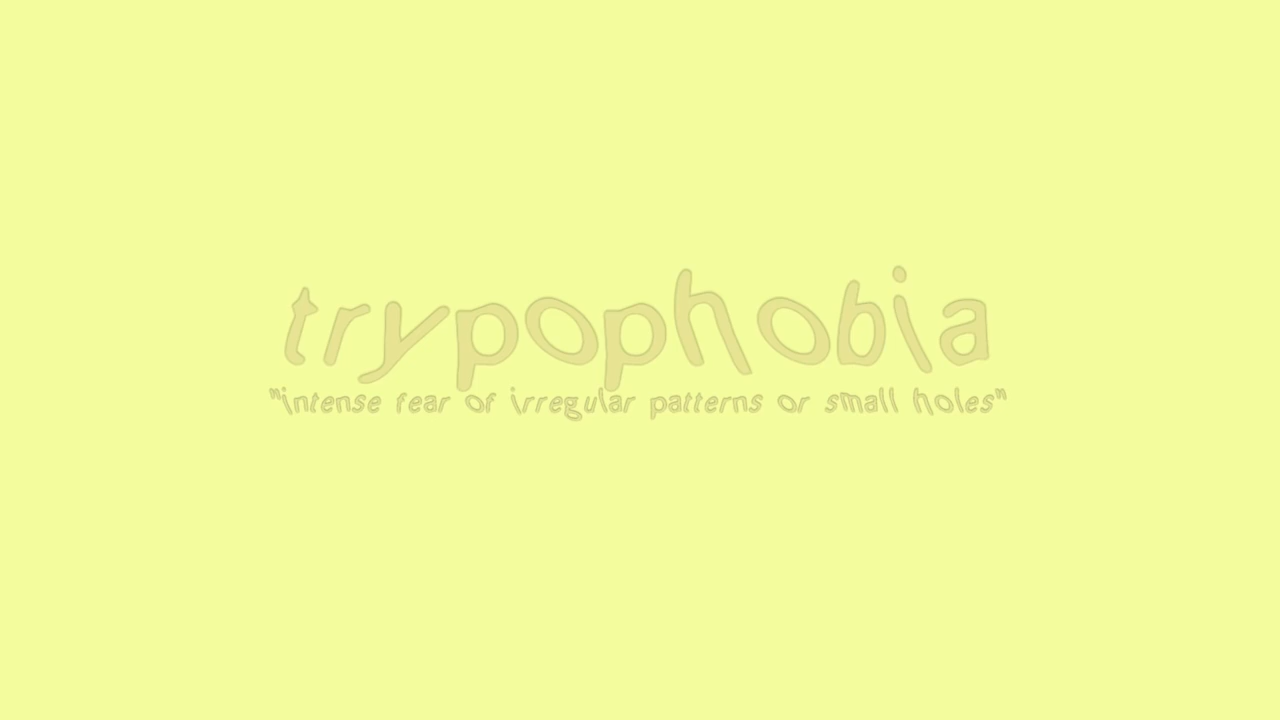 trypophobia
"intense fear of irregular patterns or small holes"